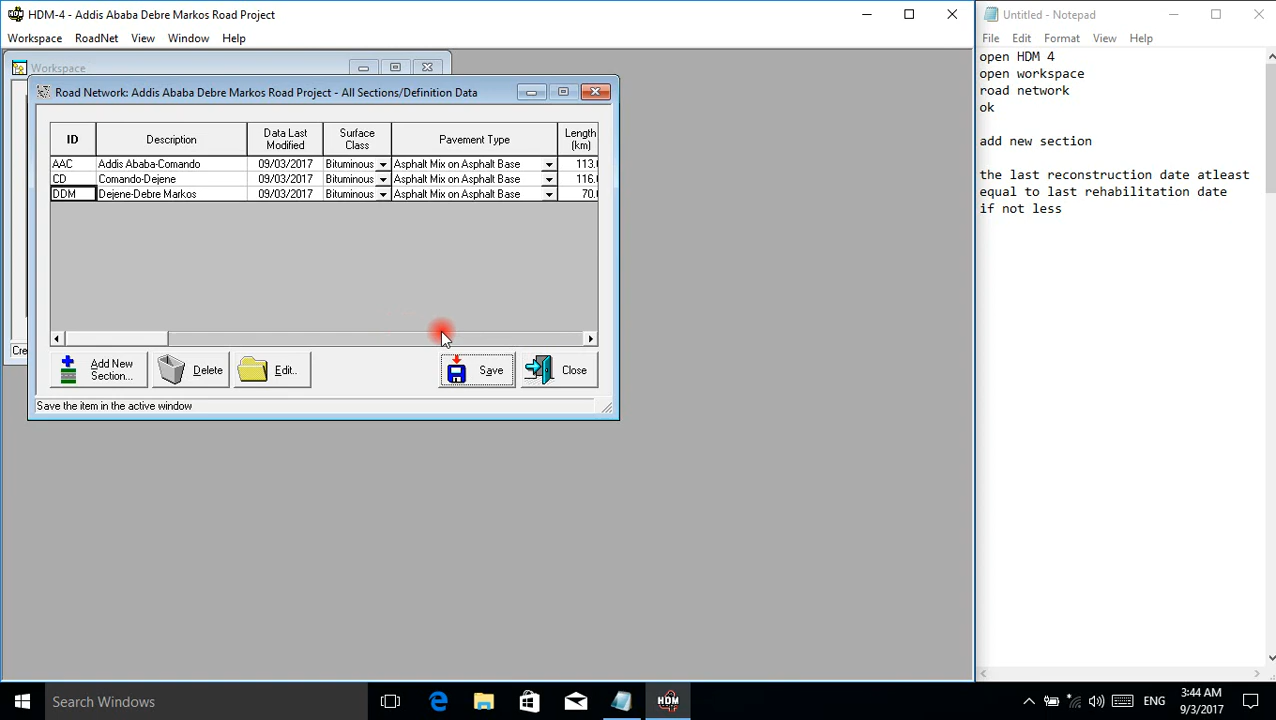 HDM-4 - Addis Ababa Debre Markos Road Project
Workspace RoadNet View Window Help
Workspace
Road Network: Addis Ababa Debre Markos Road Project - All Sections/Definition Data
ID Description Data Last Modified Surface Class Pavement Type Length (km)
AAC Addis Ababa-Comando 09/03/2017 Bituminous Asphalt Mix on Asphalt Base 113.
CD Comando-Dejene 09/03/2017 Bituminous Asphalt Mix on Asphalt Base 116.
DDM Dejene-Debre Markos 09/03/2017 Bituminous Asphalt Mix on Asphalt Base 70.
Add New Section... Delete Edit.. Save Close
Cre
Save the item in the active window
Untitled - Notepad
File Edit Format View Help
open HDM 4
open workspace
road network
ok
add new section
the last reconstruction date atleast
equal to last rehabilitation date
if not less
Search Windows
HDM
ENG
3:44 AM
9/3/2017